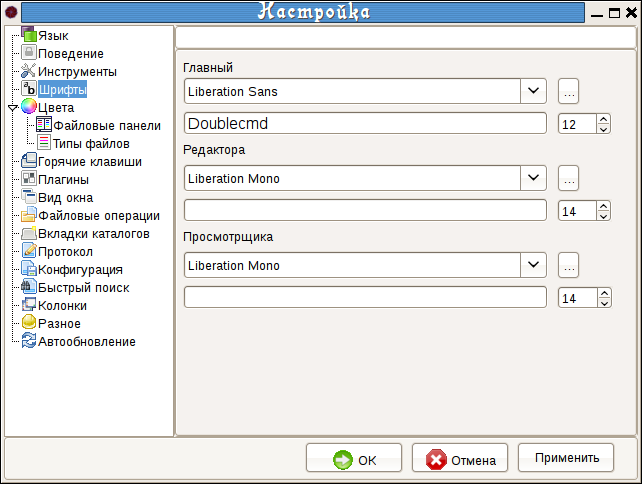 Настройка
Язык
Поведение
Инструменты
Шрифты
Цвета
Файловые панели
Типы файлов
Горячие клавиши
Плагины
Вид окна
Файловые операции
Вкладки каталогов
Протокол
Конфигурация
Быстрый поиск
Колонки
Разное
Автообновление
Главный
Liberation Sans ...
Doublecmd 12
Редактора
Liberation Mono ...
14
Просмотрщика
Liberation Mono ...
14
OK Отмена Применить